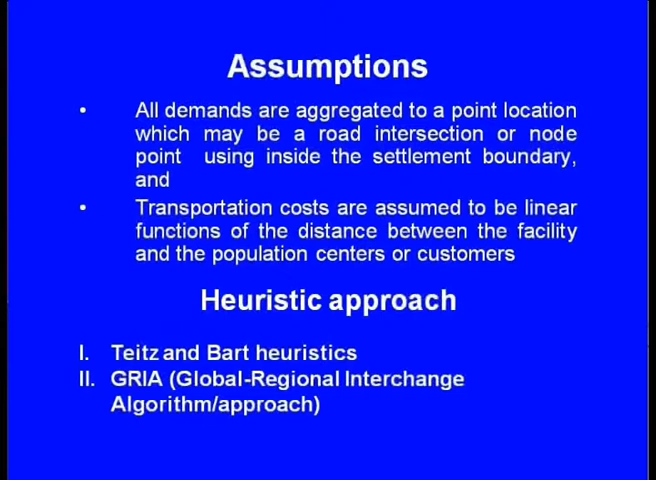 Assumptions
• All demands are aggregated to a point location
which may be a road intersection or node
point using inside the settlement boundary,
and
• Transportation costs are assumed to be linear
functions of the distance between the facility
and the population centers or customers
Heuristic approach
I. Teitz and Bart heuristics
II. GRIA (Global-Regional Interchange
Algorithm/approach)